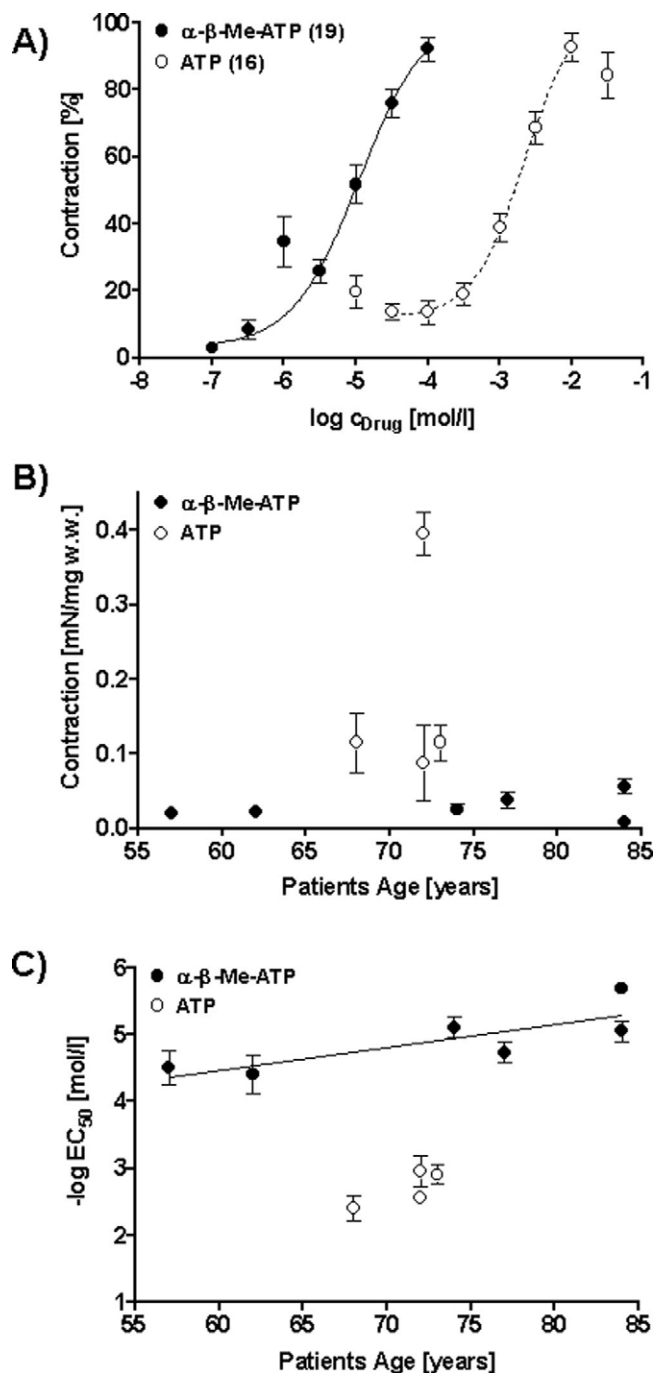 A)
α-β-Me-ATP (19)
ATP (16)
Contraction [%]
100
80
60
40
20
0
-8 -7 -6 -5 -4 -3 -2 -1
log c_Drug [mol/l]
B)
α-β-Me-ATP
ATP
Contraction [mN/mg w.w.]
0.4
0.3
0.2
0.1
0.0
55 60 65 70 75 80 85
Patients Age [years]
C)
α-β-Me-ATP
ATP
-log EC50 [mol/l]
6
5
4
3
2
1
55 60 65 70 75 80 85
Patients Age [years]